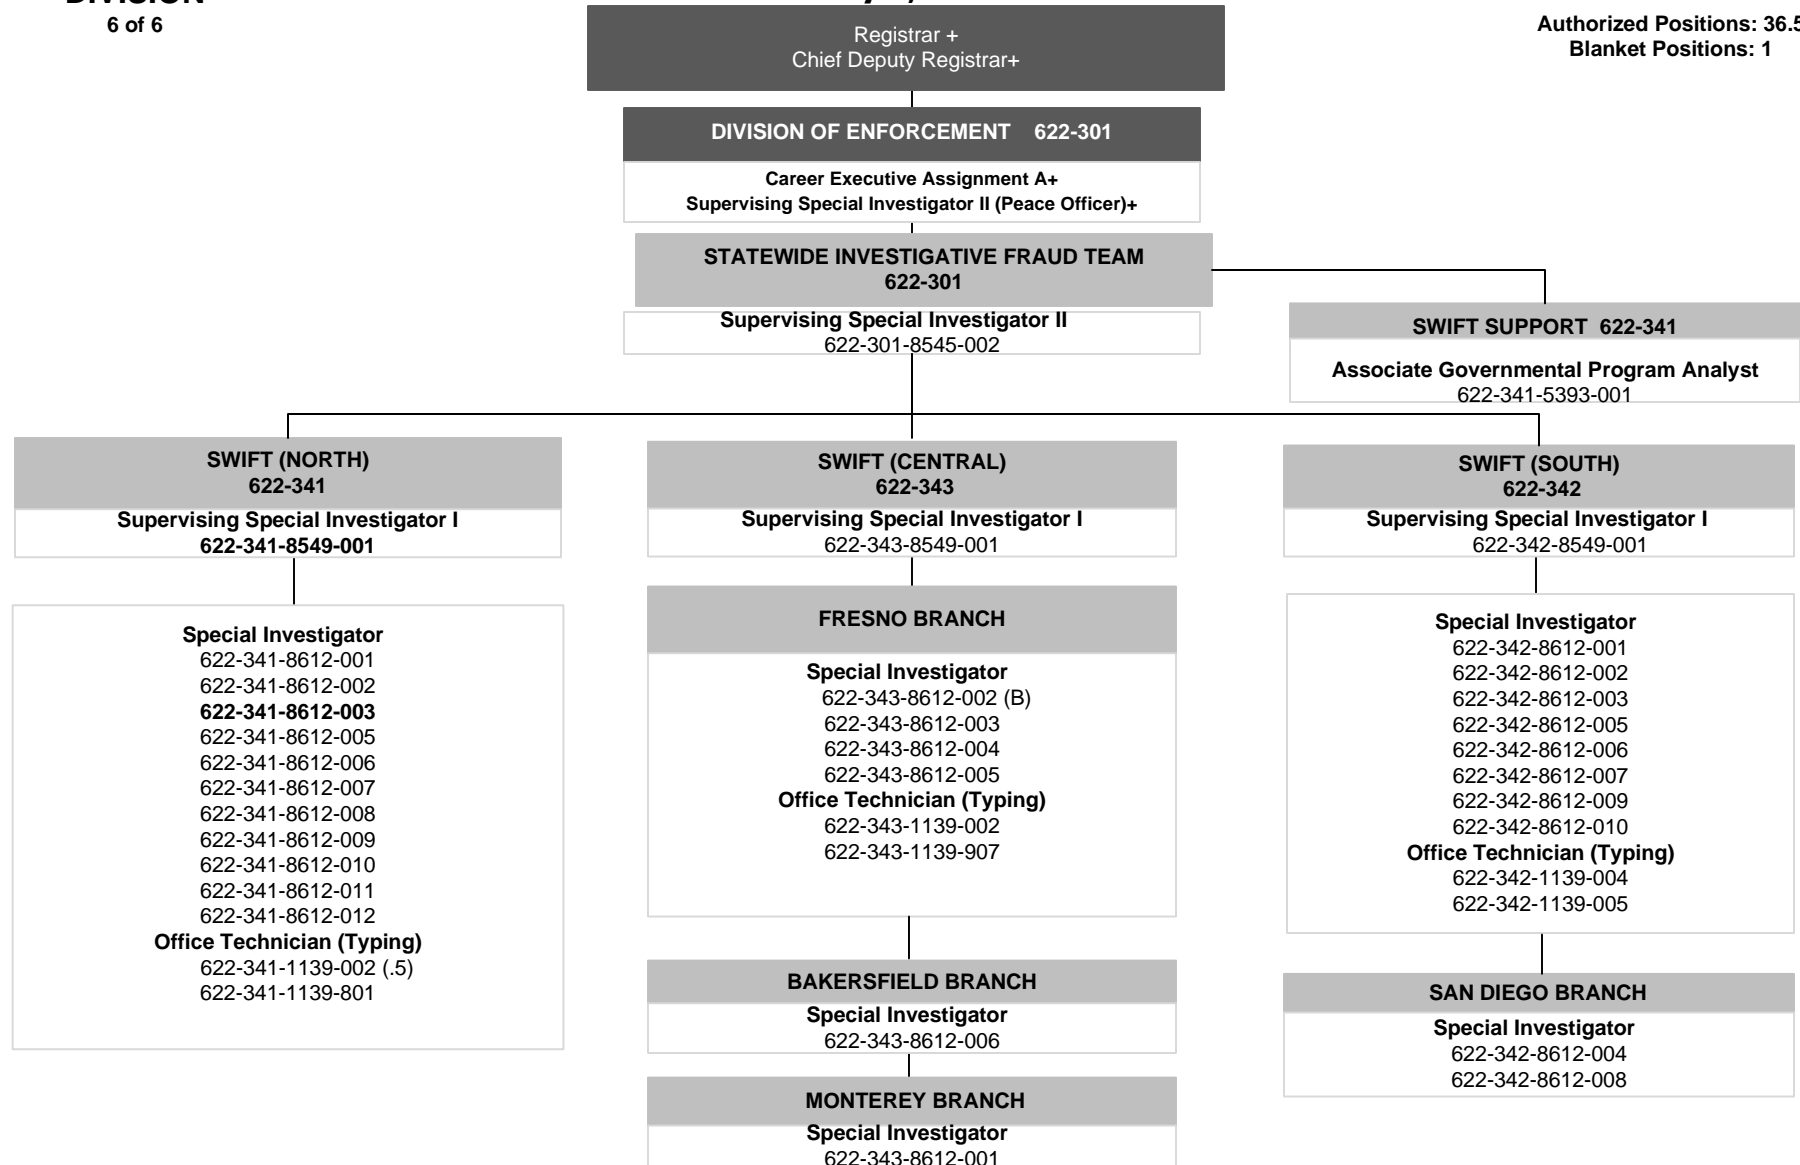 DIVISION
6 of 6
Authorized Positions: 36.5
Blanket Positions: 1
Registrar +
Chief Deputy Registrar+
DIVISION OF ENFORCEMENT 622-301
Career Executive Assignment A+
Supervising Special Investigator II (Peace Officer)+
STATEWIDE INVESTIGATIVE FRAUD TEAM
622-301
Supervising Special Investigator II
622-301-8545-002
SWIFT SUPPORT 622-341
Associate Governmental Program Analyst
622-341-5393-001
SWIFT (NORTH)
622-341
Supervising Special Investigator I
622-341-8549-001
Special Investigator
622-341-8612-001
622-341-8612-002
622-341-8612-003
622-341-8612-005
622-341-8612-006
622-341-8612-007
622-341-8612-008
622-341-8612-009
622-341-8612-010
622-341-8612-011
622-341-8612-012
Office Technician (Typing)
622-341-1139-002 (.5)
622-341-1139-801
SWIFT (CENTRAL)
622-343
Supervising Special Investigator I
622-343-8549-001
FRESNO BRANCH
Special Investigator
622-343-8612-002 (B)
622-343-8612-003
622-343-8612-004
622-343-8612-005
Office Technician (Typing)
622-343-1139-002
622-343-1139-907
BAKERSFIELD BRANCH
Special Investigator
622-343-8612-006
MONTEREY BRANCH
Special Investigator
622-343-8612-001
SWIFT (SOUTH)
622-342
Supervising Special Investigator I
622-342-8549-001
Special Investigator
622-342-8612-001
622-342-8612-002
622-342-8612-003
622-342-8612-005
622-342-8612-006
622-342-8612-007
622-342-8612-009
622-342-8612-010
Office Technician (Typing)
622-342-1139-004
622-342-1139-005
SAN DIEGO BRANCH
Special Investigator
622-342-8612-004
622-342-8612-008